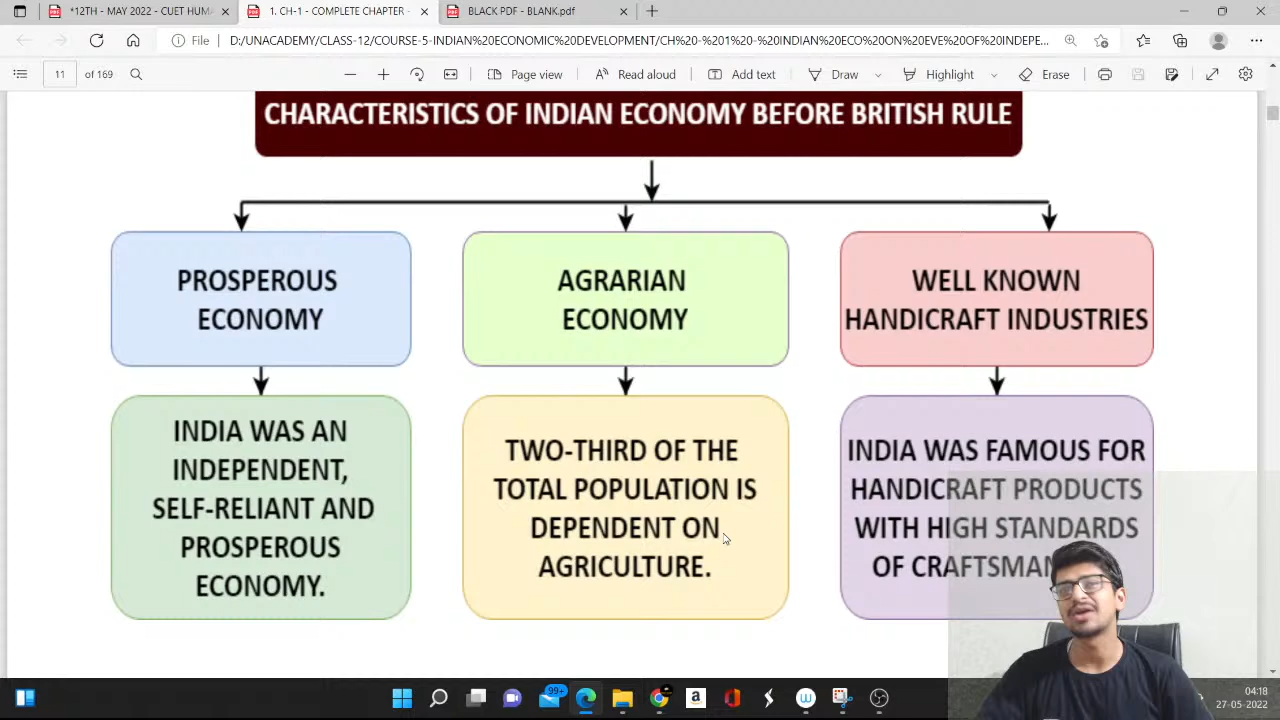 *12TH - MAY 2022 - CUET HUMA
1. CH-1 - COMPLETE CHAPTER -
BLACK PDF - BLANK.pdf
File
D:/UNACADEMY/CLASS-12/COURSE-5-INDIAN%20ECONOMIC%20DEVELOPMENT/CH%20-%201%20-%20INDIAN%20ECO%20ON%20EVE%20OF%20INDEPE...
11 of 169
Page view
Read aloud
Add text
Draw
Highlight
Erase
CHARACTERISTICS OF INDIAN ECONOMY BEFORE BRITISH RULE
PROSPEROUS
ECONOMY
AGRARIAN
ECONOMY
WELL KNOWN
HANDICRAFT INDUSTRIES
INDIA WAS AN
INDEPENDENT,
SELF-RELIANT AND
PROSPEROUS
ECONOMY.
TWO-THIRD OF THE
TOTAL POPULATION IS
DEPENDENT ON
AGRICULTURE.
INDIA WAS FAMOUS FOR
HANDICRAFT PRODUCTS
WITH HIGH STANDARDS
OF CRAFTSMAN
99+
04:18
27-05-2022